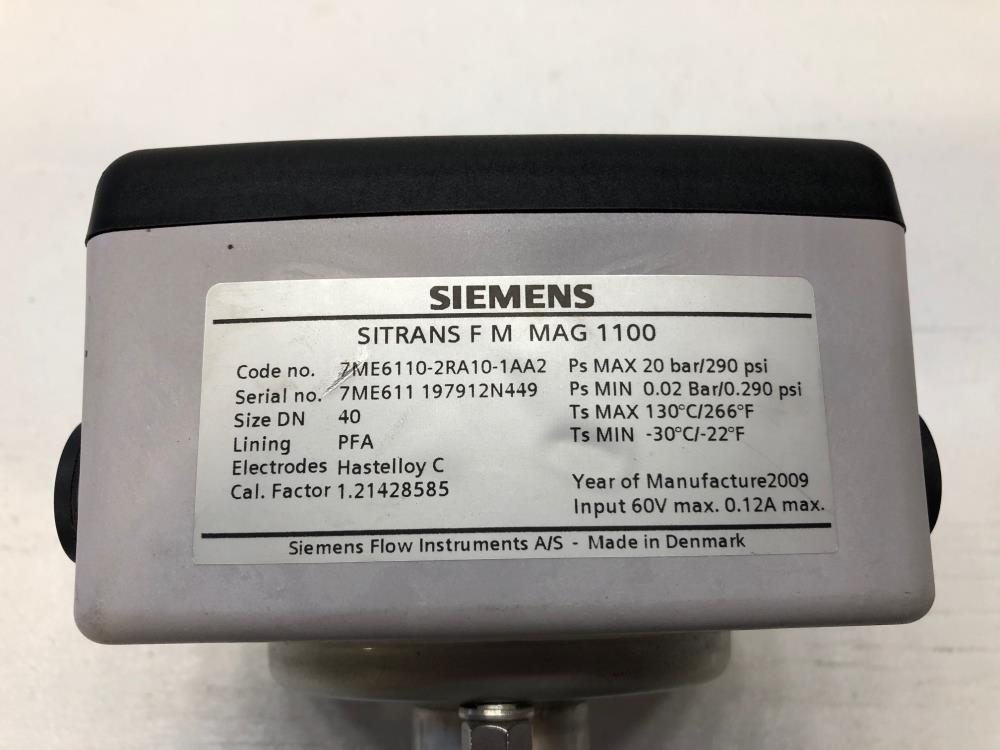 SIEMENS
SITRANS F M MAG 1100
Code no. 7ME6110-2RA10-1AA2
Serial no. 7ME611 197912N449
Size DN 40
Lining PFA
Electrodes Hastelloy C
Cal. Factor 1.21428585
Ps MAX 20 bar/290 psi
Ps MIN 0.02 Bar/0.290 psi
Ts MAX 130°C/266°F
Ts MIN -30°C/-22°F
Year of Manufacture2009
Input 60V max. 0.12A max.
Siemens Flow Instruments A/S - Made in Denmark